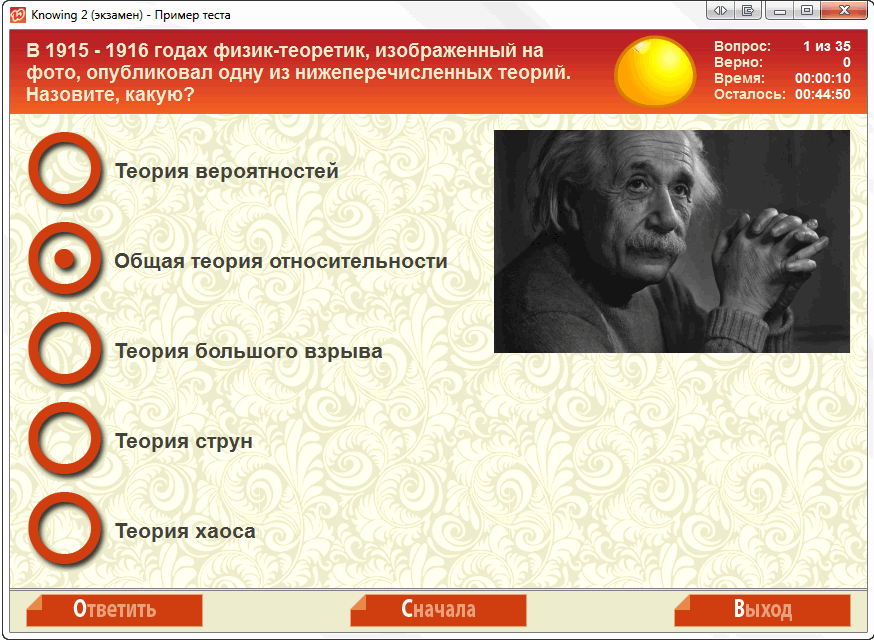 Knowing 2 (экзамен) - Пример теста
В 1915 - 1916 годах физик-теоретик, изображенный на
фото, опубликовал одну из нижеперечисленных теорий.
Назовите, какую?
Вопрос: 1 из 35
Верно: 0
Время: 00:00:10
Осталось: 00:44:50
Теория вероятностей
Общая теория относительности
Теория большого взрыва
Теория струн
Теория хаоса
Ответить
Сначала
Выход